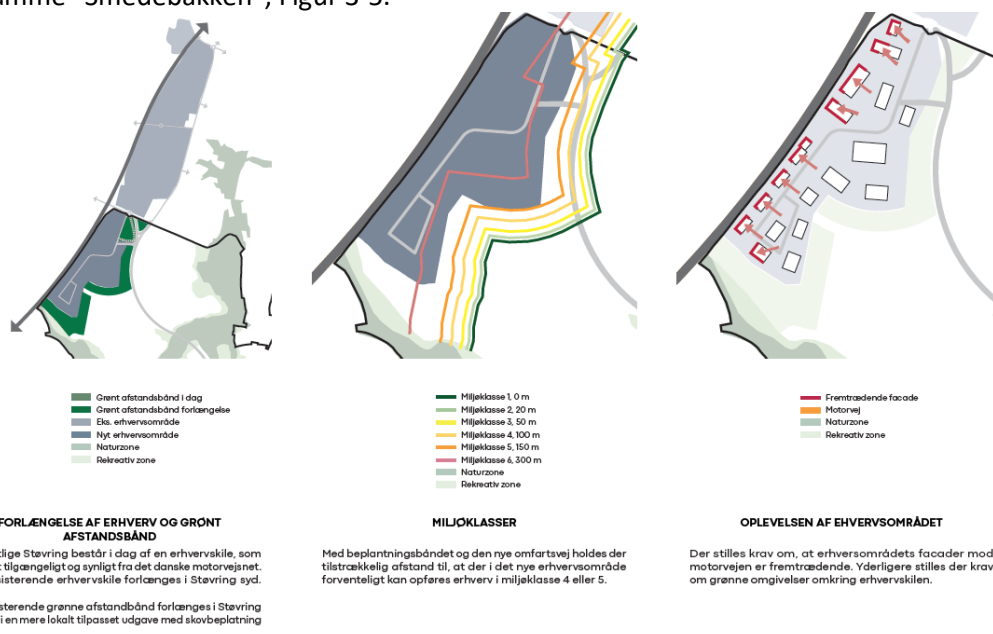 "Smedebakken", Figur 3-3.
Grønt afstandsbånd i dag
Grønt afstandsbånd forlængelse
Eks. erhvervsområde
Nyt erhvervsområde
Naturzone
Rekreativ zone
Miljøklasse 1, 0 m
Miljøklasse 2, 20 m
Miljøklasse 3, 50 m
Miljøklasse 4, 100 m
Miljøklasse 5, 150 m
Miljøklasse 6, 300 m
Naturzone
Rekreativ zone
Fremtrædende facade
Motorvej
Naturzone
Rekreativ zone
FORLÆNGELSE AF ERHVERV OG GRØNT
AFSTANDSBÅND
tlige Støvring består i dag af en erhvervskile, som
t tilgængeligt og synligt fra det danske motorvejsnet.
sisterende erhvervskile forlænges i Støvring syd.
sterende grønne afstandbånd forlænges i Støvring
i en mere lokalt tilpasset udgave med skovbeplatning
MILJØKLASSER
Med beplantningsbåndet og den nye omfartsvej holdes der
tilstrækkelig afstand til, at der i det nye erhvervsområde
forventeligt kan opføres erhverv i miljøklasse 4 eller 5.
OPLEVELSEN AF EHVERVSOMRÅDET
Der stilles krav om, at erhversområdets facader mod
motorvejen er fremtrædende. Yderligere stilles der krav
om grønne omgivelser omkring erhvervskilen.